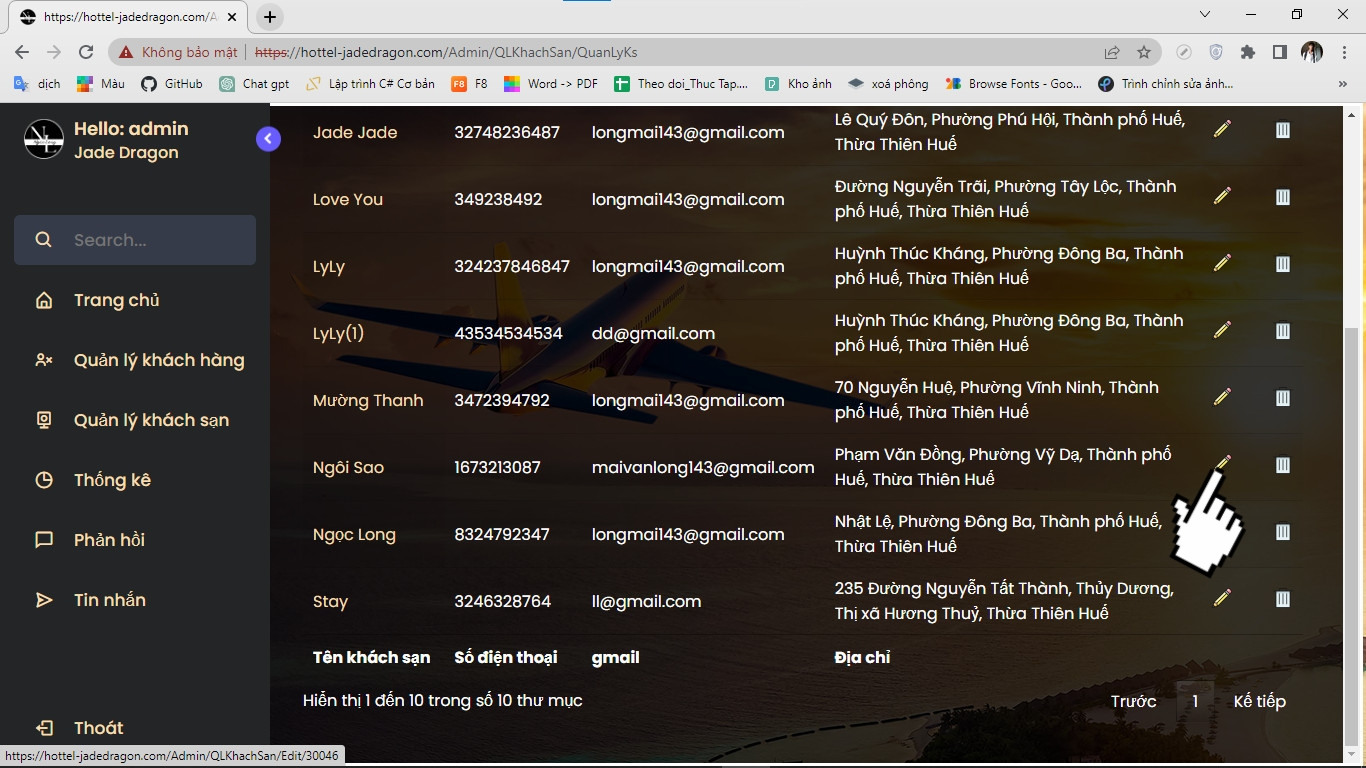 https://hottel-jadedragon.com/A
Không bảo mật
https://hottel-jadedragon.com/Admin/QLKhachSan/QuanLyKs
dịch
Màu
GitHub
Chat gpt
Lập trình C# Cơ bản
F8 F8
Word -> PDF
Theo doi_Thuc Tap,...
Kho ảnh
xoá phông
Browse Fonts - Goo...
Trình chỉnh sửa ảnh...
Hello: admin
Jade Dragon
Search...
Trang chủ
Quản lý khách hàng
Quản lý khách sạn
Thống kê
Phản hồi
Tin nhắn
Thoát
Jade Jade 32748236487 longmai143@gmail.com Lê Quý Đôn, Phường Phú Hội, Thành phố Huế,
Thừa Thiên Huế
Love You 349238492 longmai143@gmail.com Đường Nguyễn Trãi, Phường Tây Lộc, Thành
phố Huế, Thừa Thiên Huế
LyLy 324237846847 longmai143@gmail.com Huỳnh Thúc Kháng, Phường Đông Ba, Thành
phố Huế, Thừa Thiên Huế
LyLy(1) 43534534534 dd@gmail.com Huỳnh Thúc Kháng, Phường Đông Ba, Thành
phố Huế, Thừa Thiên Huế
Mường Thanh 3472394792 longmai143@gmail.com 70 Nguyễn Huệ, Phường Vĩnh Ninh, Thành
phố Huế, Thừa Thiên Huế
Ngôi Sao 1673213087 maivanlong143@gmail.com Phạm Văn Đồng, Phường Vỹ Dạ, Thành phố
Huế, Thừa Thiên Huế
Ngọc Long 8324792347 longmai143@gmail.com Nhật Lệ, Phường Đông Ba, Thành phố Huế,
Thừa Thiên Huế
Stay 3246328764 ll@gmail.com 235 Đường Nguyễn Tất Thành, Thủy Dương,
Thị xã Hương Thuỷ, Thừa Thiên Huế
Tên khách sạn Số điện thoại gmail Địa chỉ
Hiển thị 1 đến 10 trong số 10 thư mục
Trước 1 Kế tiếp
https://hottel-jadedragon.com/Admin/QLKhachSan/Edit/30046